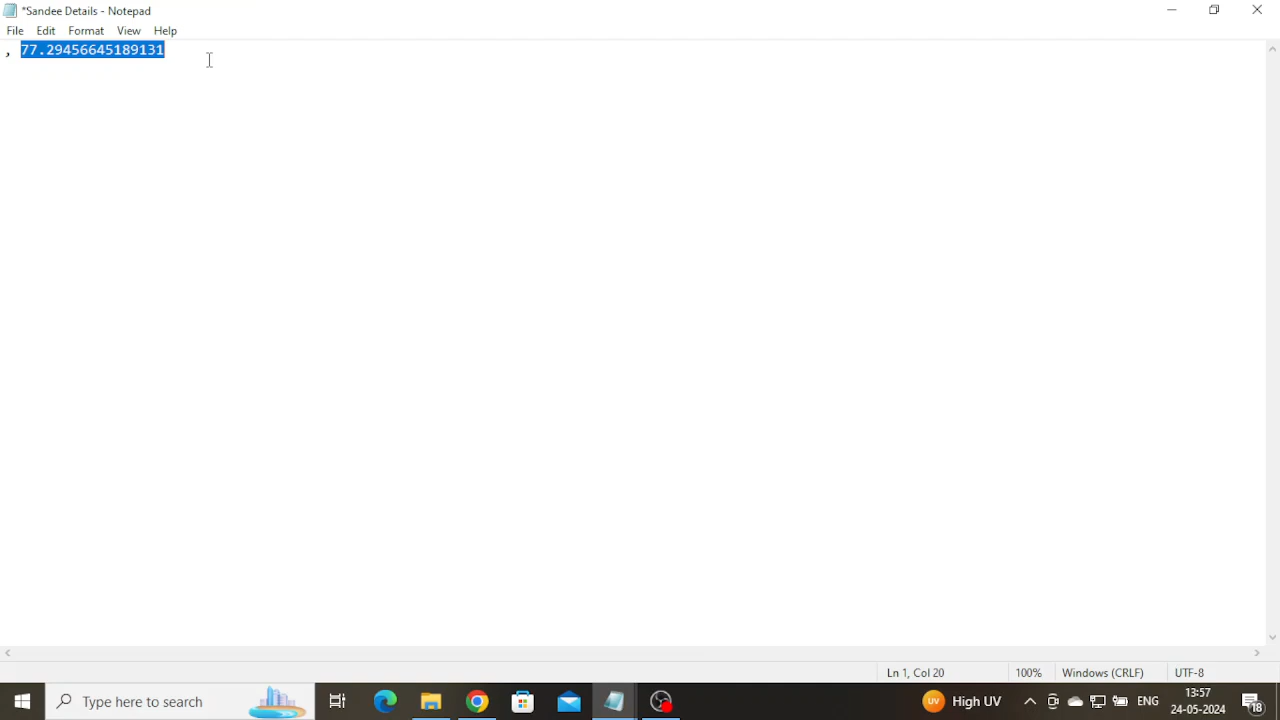 *Sandee Details - Notepad
File Edit Format View Help
, 77.29456645189131
Ln 1, Col 20 100% Windows (CRLF) UTF-8
Type here to search
UV High UV
ENG
13:57
24-05-2024
18